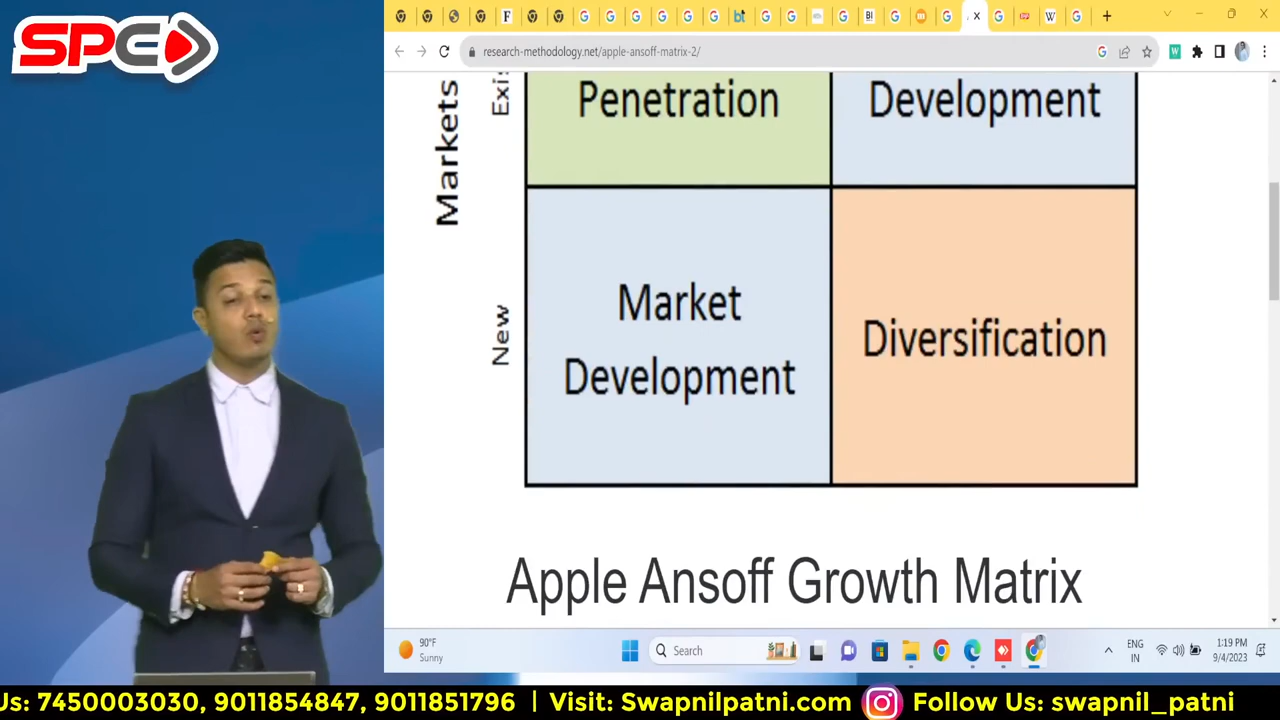 SPC
research-methodology.net/apple-ansoff-matrix-2/
Markets
Exis
Penetration
Development
New
Market
Development
Diversification
Apple Ansoff Growth Matrix
90°F
Sunny
Search
ENG
IN
1:19 PM
9/4/2023
Us: 7450003030, 9011854847, 9011851796 | Visit: Swapnilpatni.com Follow Us: swapnil_patni